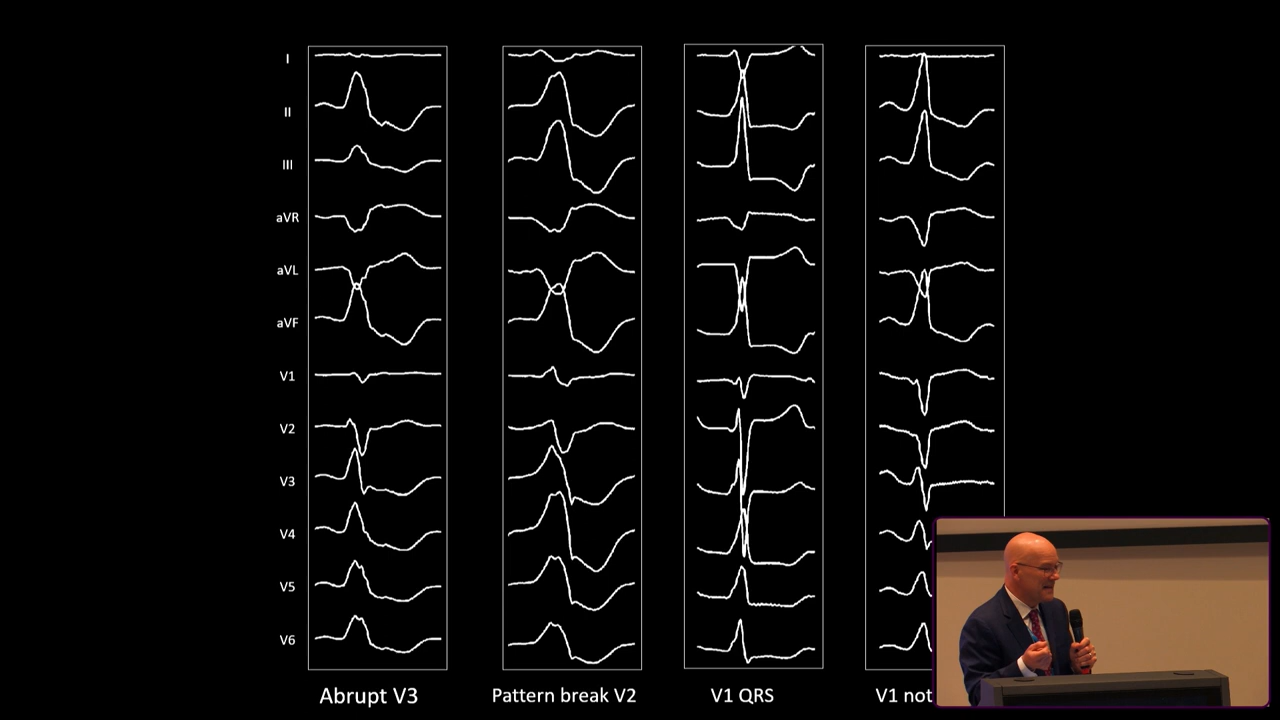 I
II
III
aVR
aVL
aVF
V1
V2
V3
V4
V5
V6
Abrupt V3 Pattern break V2 V1 QRS V1